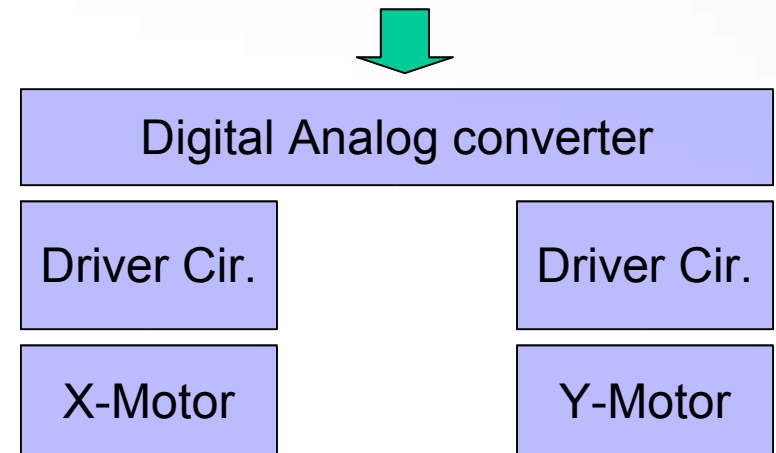 Digital Analog converter
Driver Cir.
Driver Cir.
X-Motor
Y-Motor